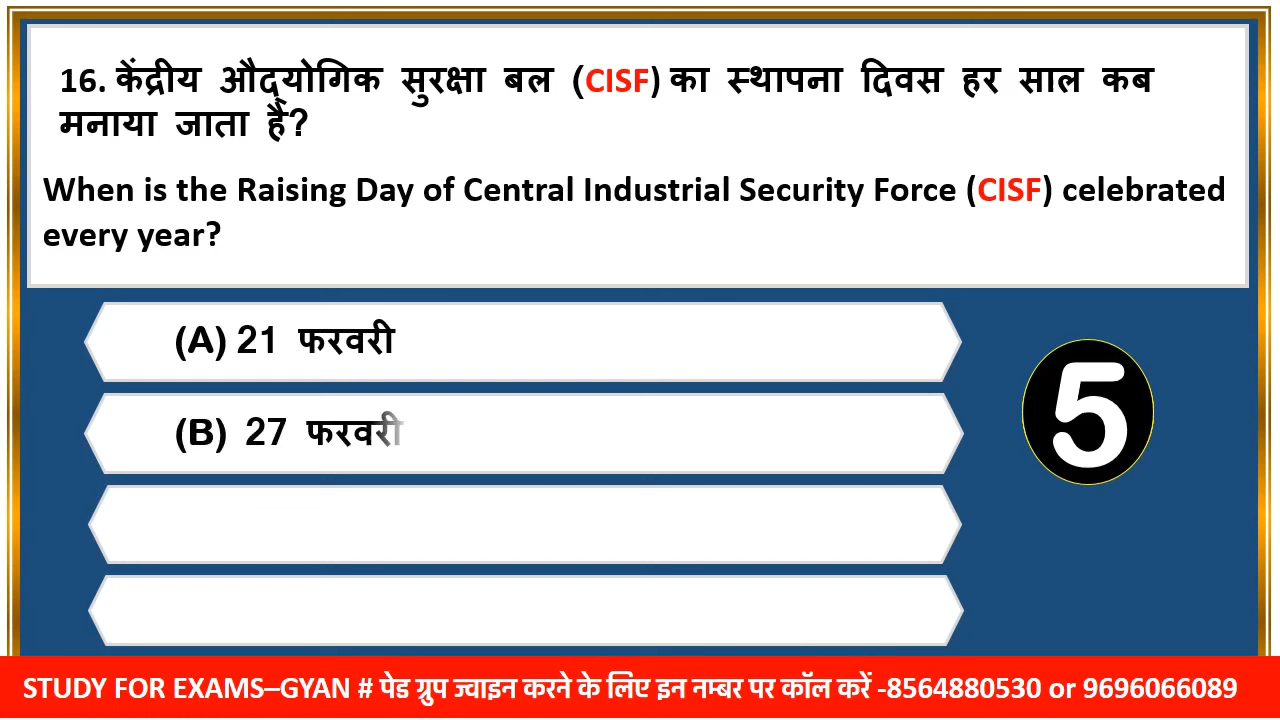 16. केंद्रीय औद्योगिक सुरक्षा बल (CISF) का स्थापना दिवस हर साल कब
मनाया जाता है?
When is the Raising Day of Central Industrial Security Force (CISF) celebrated
every year?
(A) 21 फरवरी
(B) 27 फरवरी
5
STUDY FOR EXAMS–GYAN # पेड ग्रुप ज्वाइन करने के लिए इन नम्बर पर कॉल करें -8564880530 or 9696066089